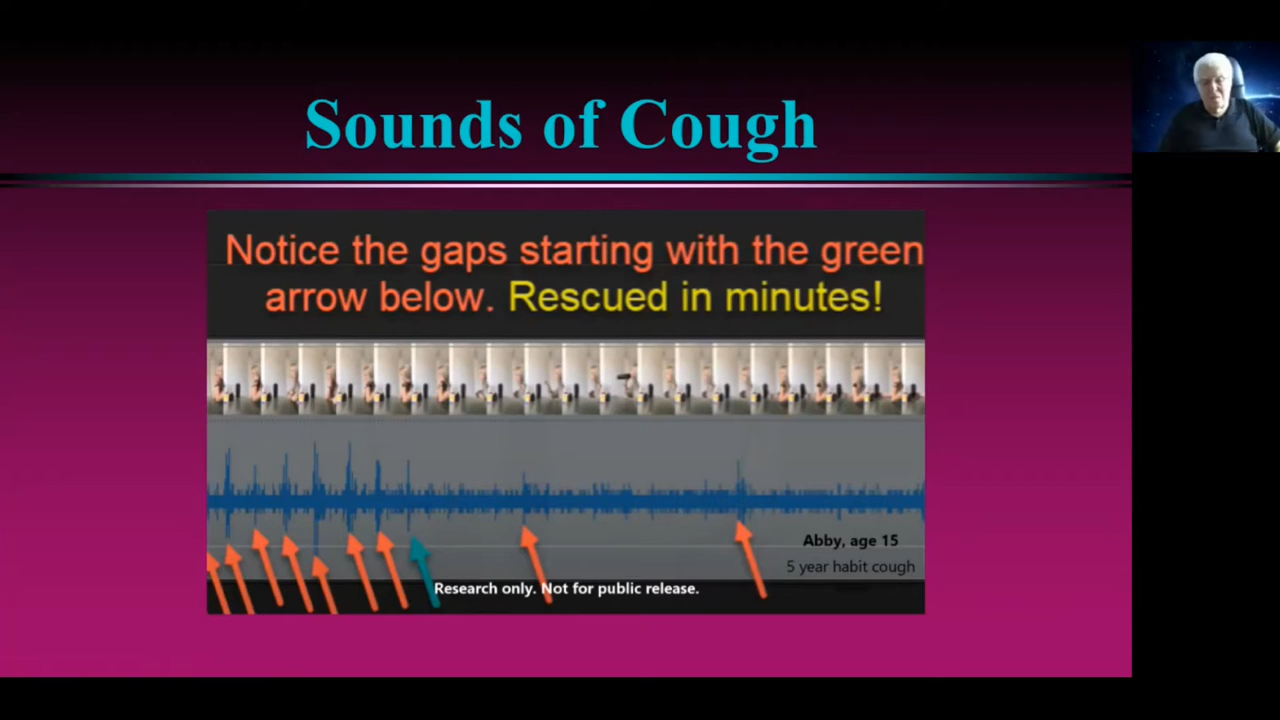 Sounds of Cough
Notice the gaps starting with the green
arrow below. Rescued in minutes!
Abby, age 15
5 year habit cough
Research only. Not for public release.